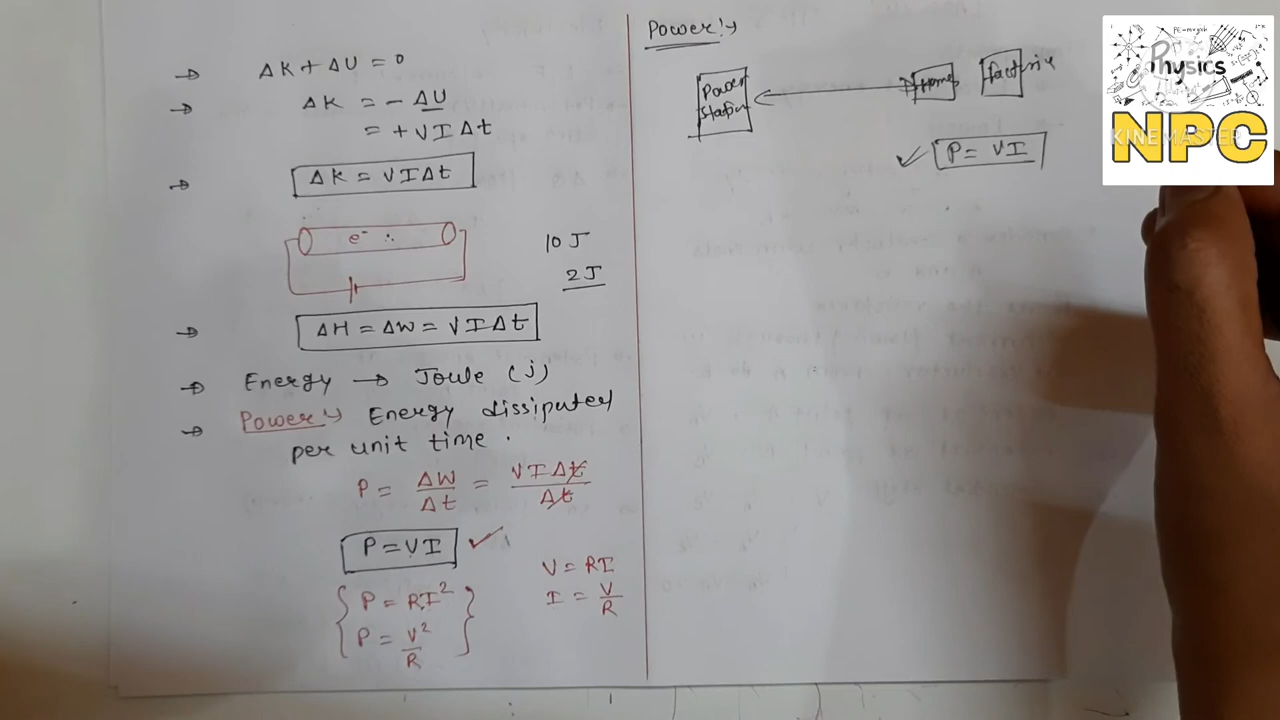 → ΔK + ΔU = 0
→ ΔK = - ΔU
= + VIΔt
→ ΔK = VIΔt
e⁻
10 J
2 J
→ ΔH = ΔW = VIΔt
→ Energy → Joule (J)
→ Power → Energy dissipated
per unit time.
P = ΔW/Δt = VIΔt/Δt
P = VI ✓
V = RI
{ P = RI² }
I = V/R
{ P = V²/R }
Power →
Power
Station
Home
✓ P = VI
Physics
KINEMASTER
NPC